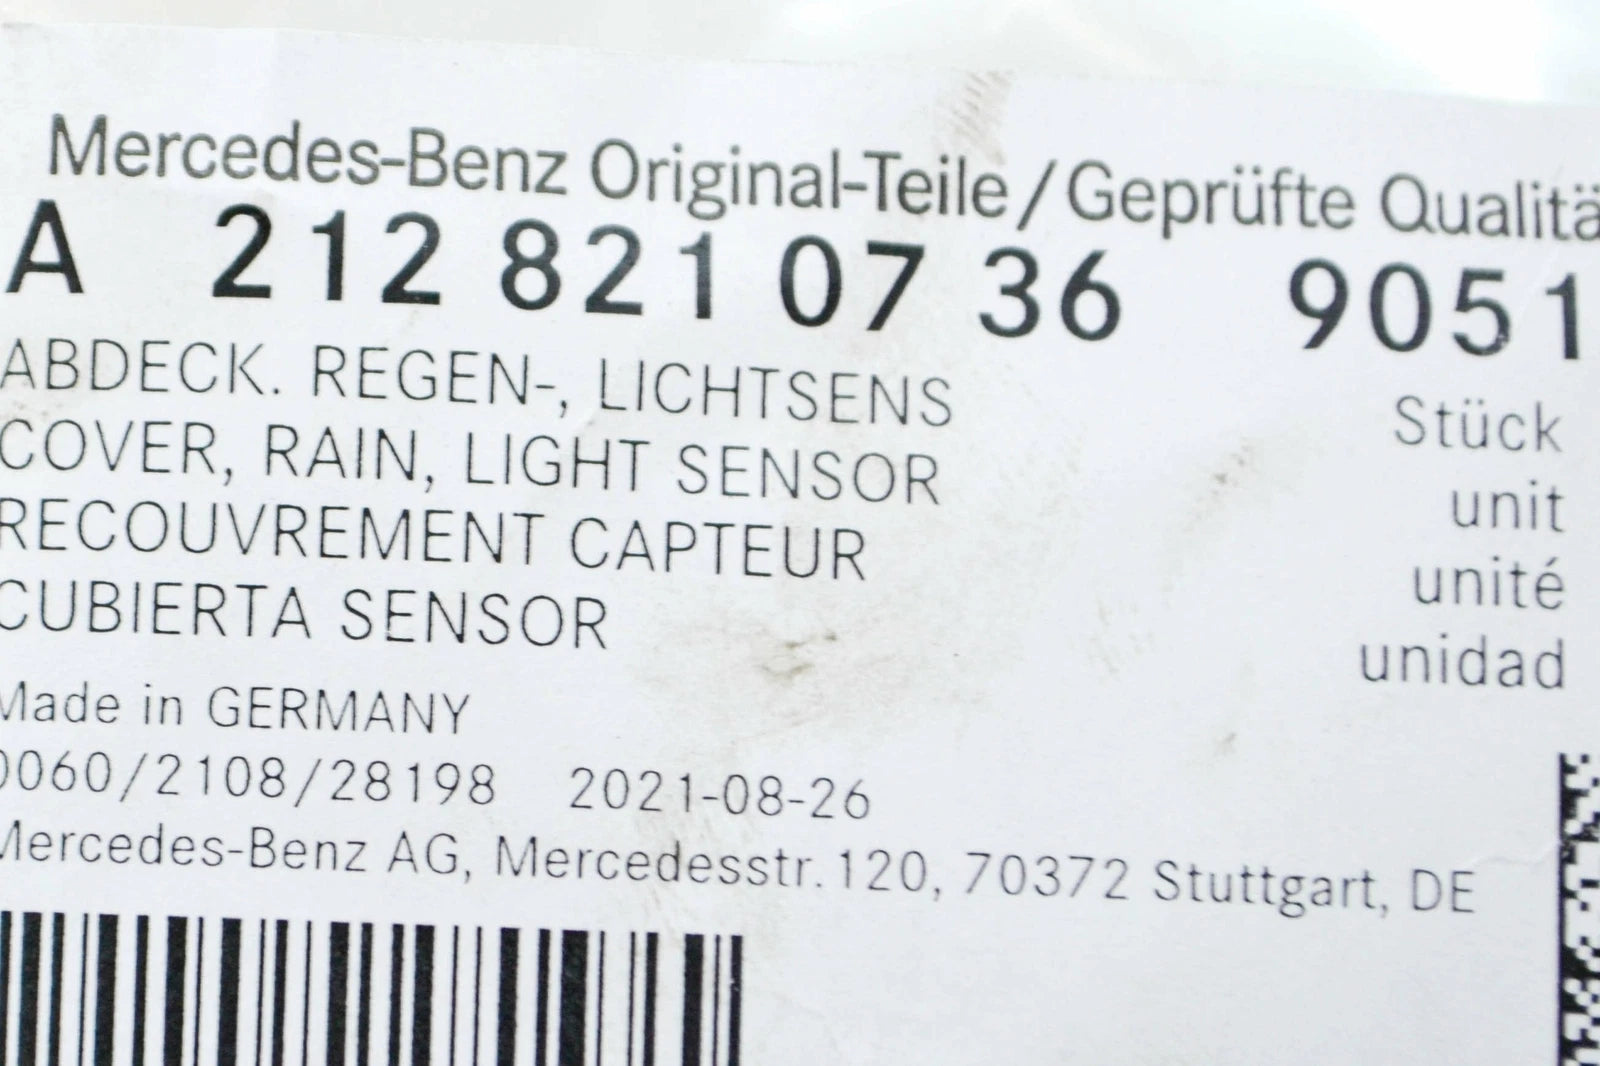 Mercedes-Benz Original-Teile / Geprüfte Qualitä
A 212 821 07 36 9051
ABDECK. REGEN-, LICHTSENS
COVER, RAIN, LIGHT SENSOR
RECOUVREMENT CAPTEUR
CUBIERTA SENSOR
Stück
unit
unité
unidad
Made in GERMANY
0060/2108/28198 2021-08-26
Mercedes-Benz AG, Mercedesstr. 120, 70372 Stuttgart, DE